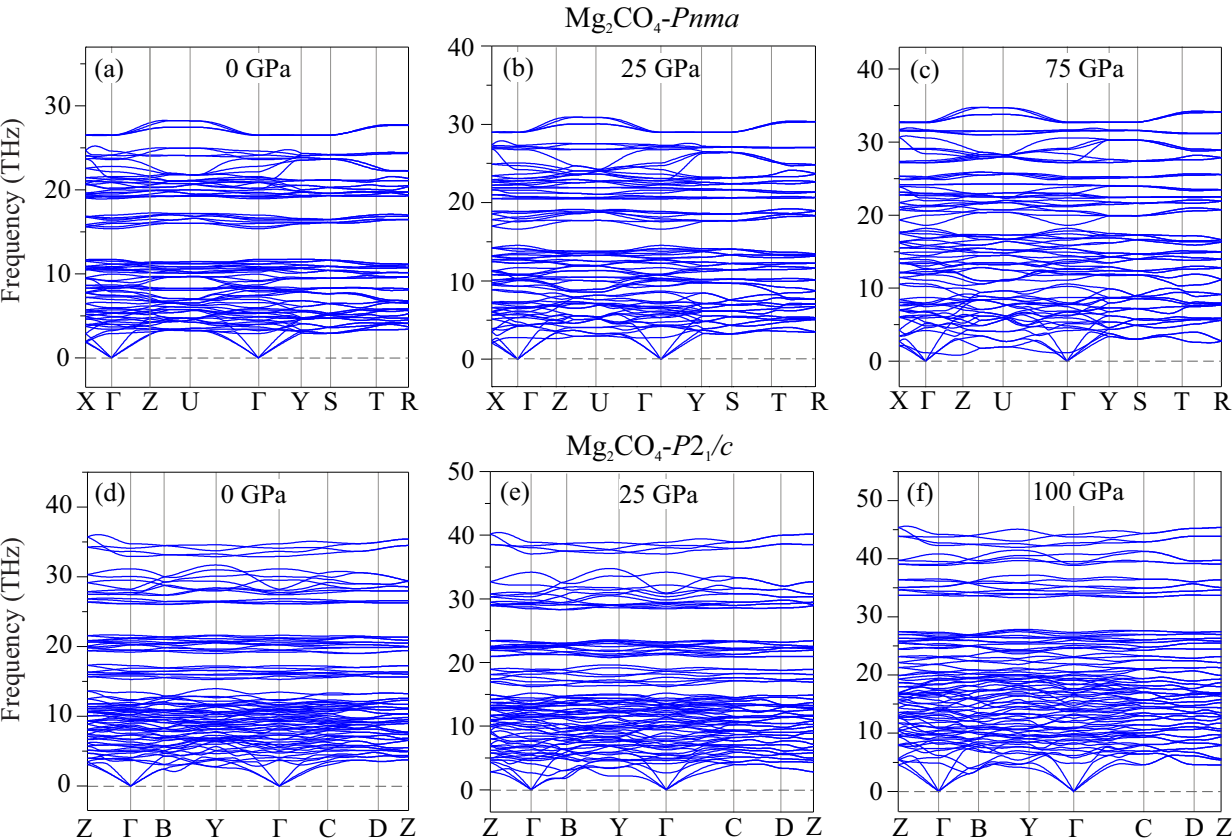 Mg₂CO₄-Pnma
(a) 0 GPa
(b) 25 GPa
(c) 75 GPa
Frequency (THz)
30
20
10
0
40
30
20
10
0
40
30
20
10
0
X Γ Z U Γ Y S T R
X Γ Z U Γ Y S T R
X Γ Z U Γ Y S T R
Mg₂CO₄-P2₁/c
(d) 0 GPa
(e) 25 GPa
(f) 100 GPa
Frequency (THz)
40
30
20
10
0
50
40
30
20
10
0
50
40
30
20
10
0
Z Γ B Y Γ C D Z
Z Γ B Y Γ C D Z
Z Γ B Y Γ C D Z